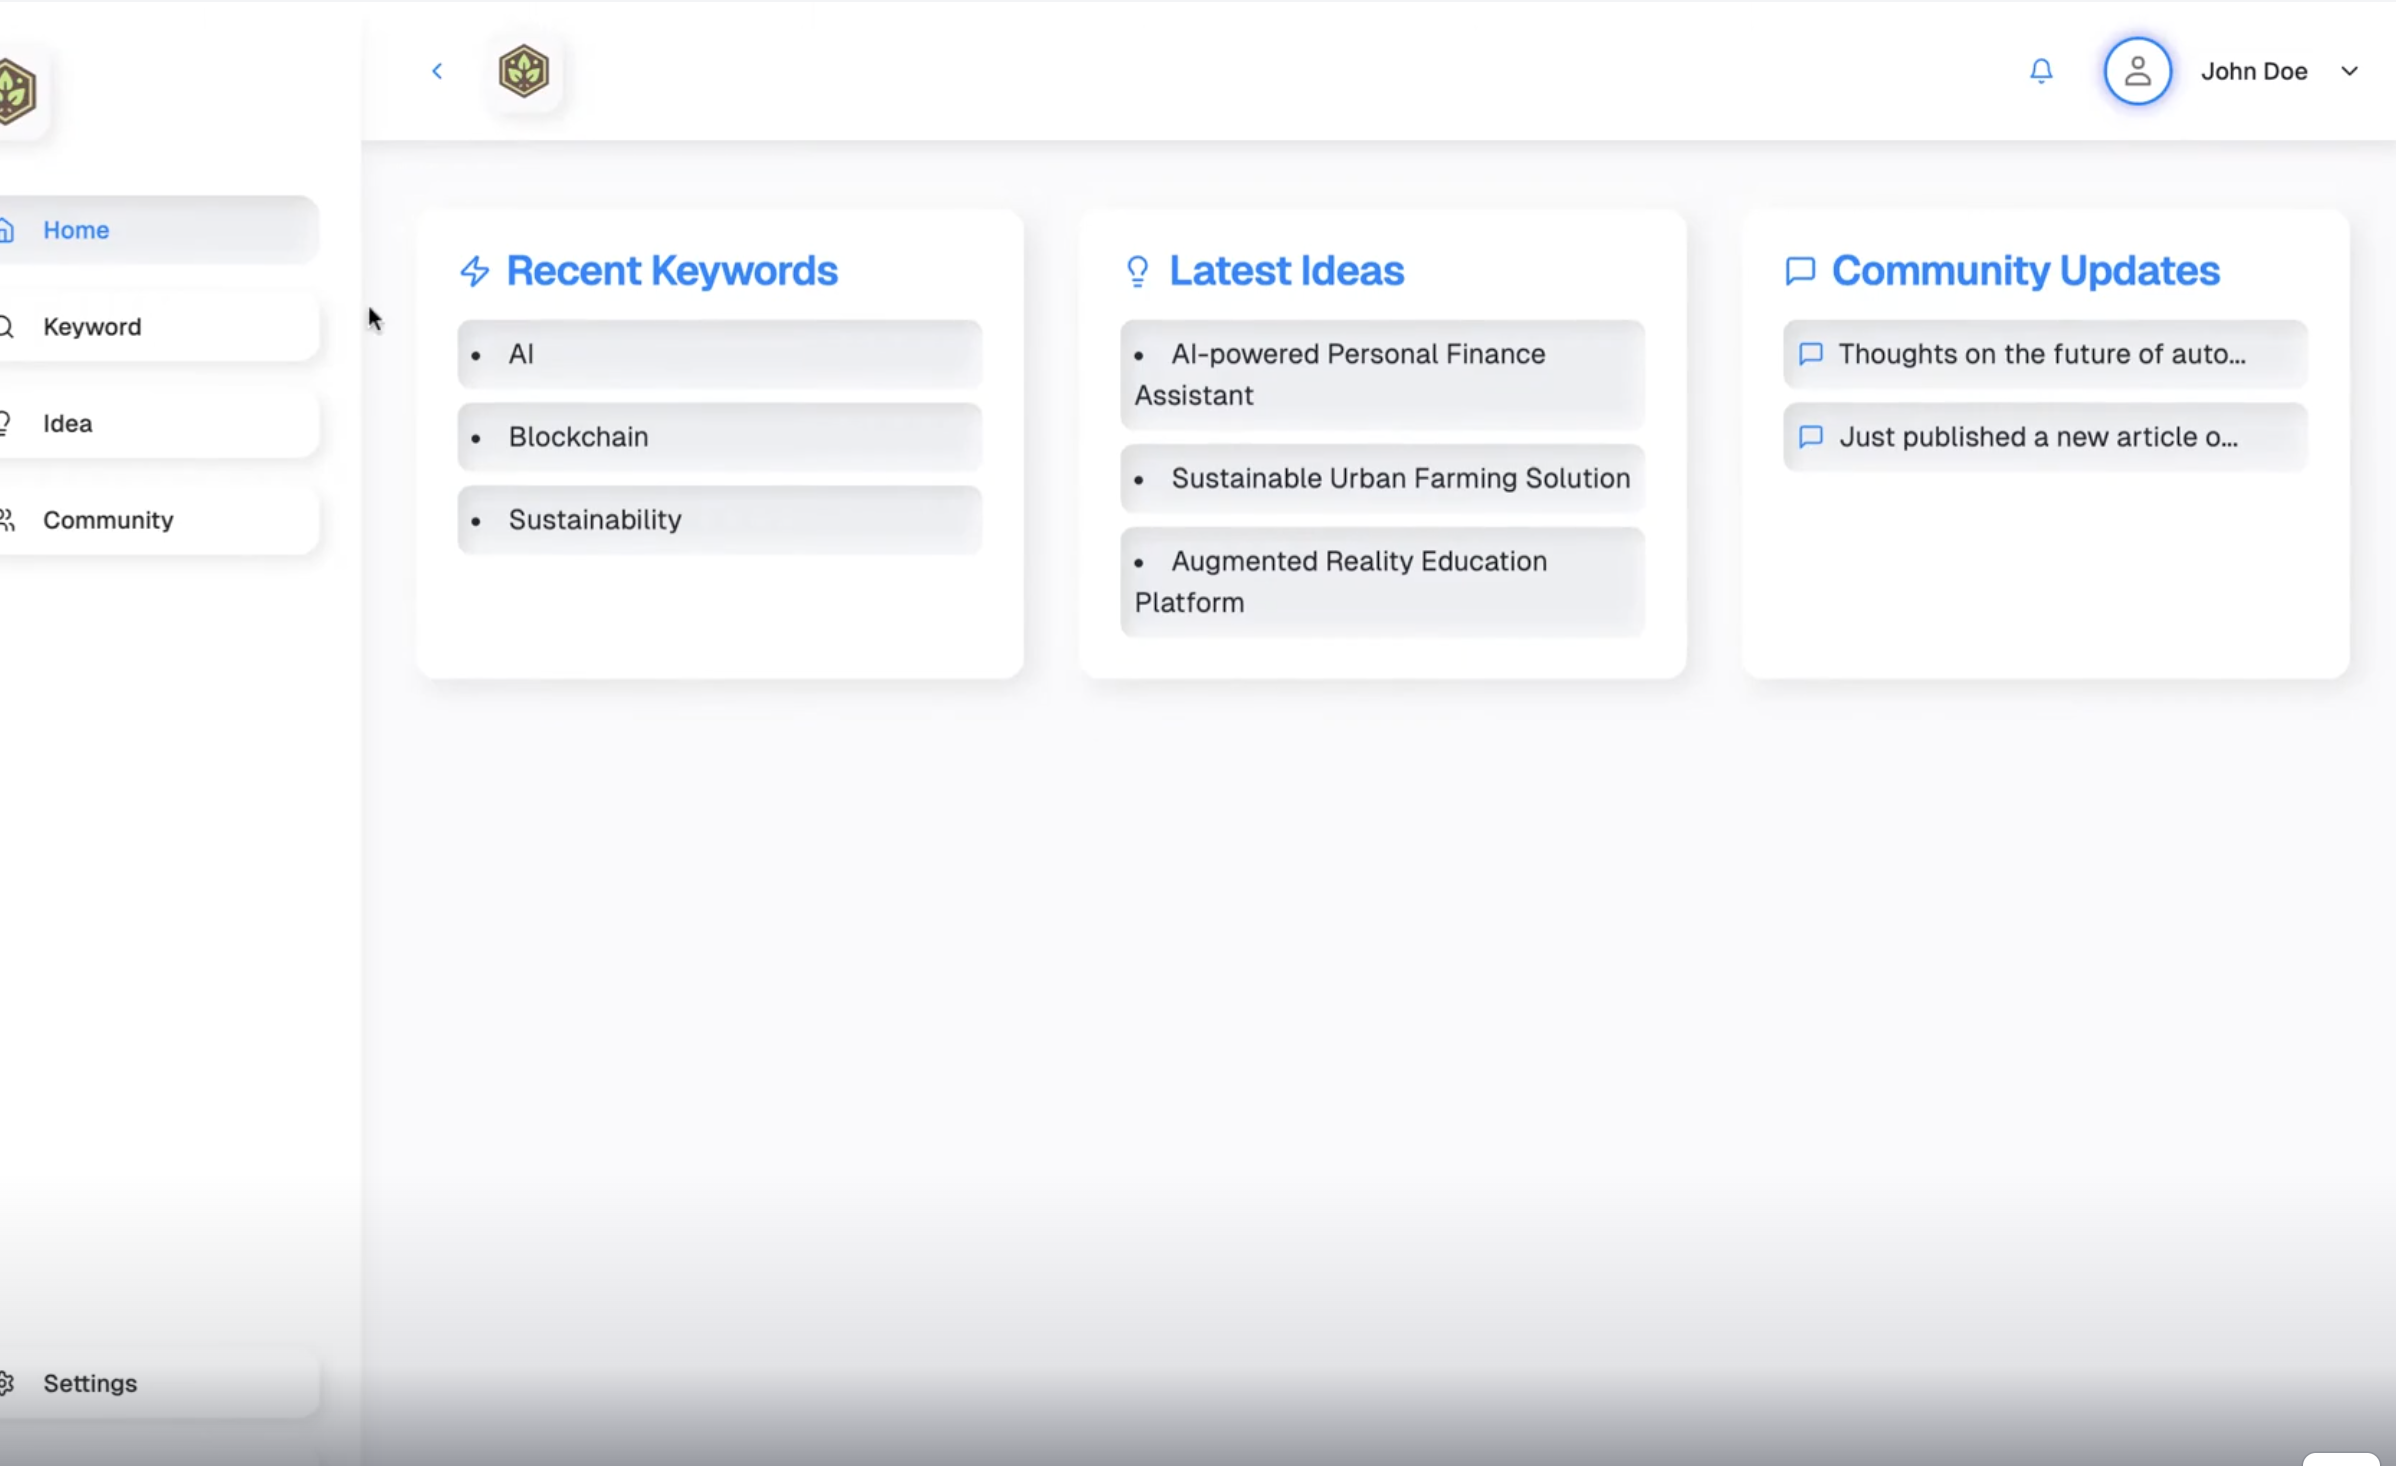 John Doe
Home
Keyword
Idea
Community
Settings
Recent Keywords
• AI
• Blockchain
• Sustainability
Latest Ideas
• AI-powered Personal Finance
Assistant
• Sustainable Urban Farming Solution
• Augmented Reality Education
Platform
Community Updates
Thoughts on the future of auto...
Just published a new article o...